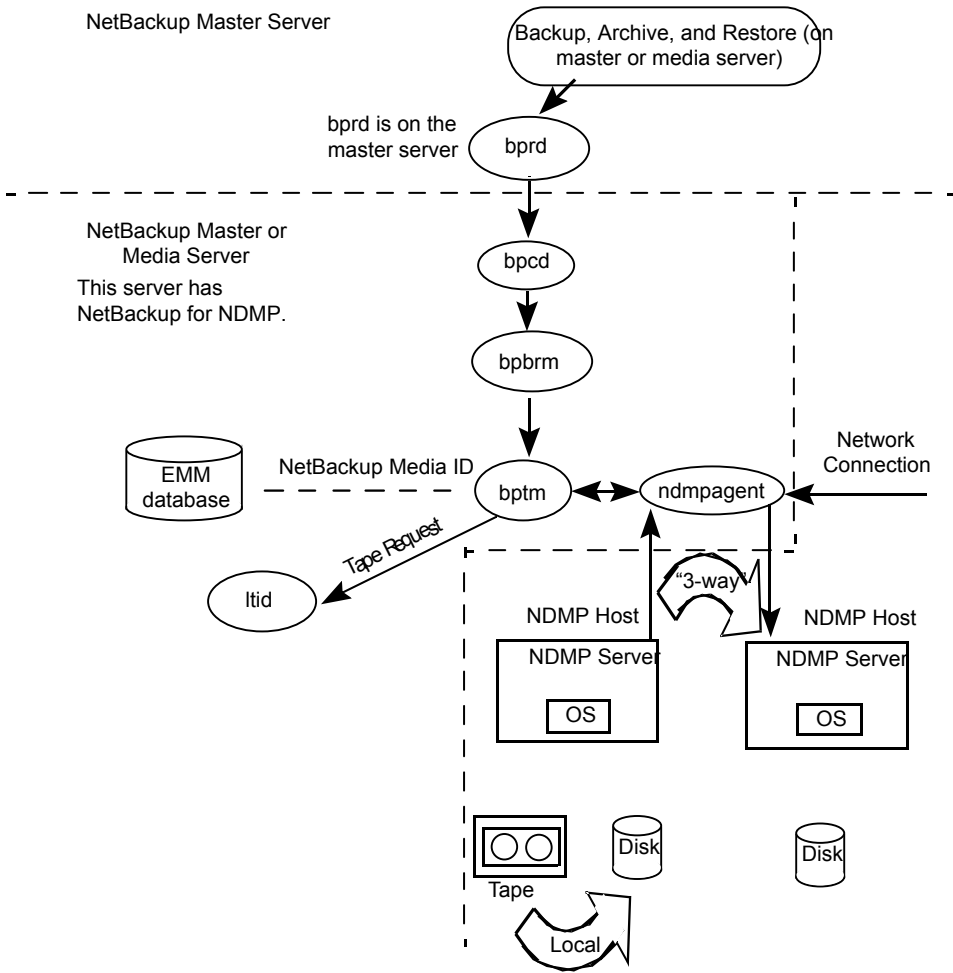 NetBackup Master Server
Backup, Archive, and Restore (on
master or media server)
bprd is on the
master server
bprd
NetBackup Master or
Media Server
This server has
NetBackup for NDMP.
bpcd
bpbrm
Network
Connection
EMM
database
NetBackup Media ID
bptm
ndmpagent
Tape Request
"3-way"
ltid
NDMP Host
NDMP Host
NDMP Server
NDMP Server
OS
OS
Disk
Disk
Tape
Local